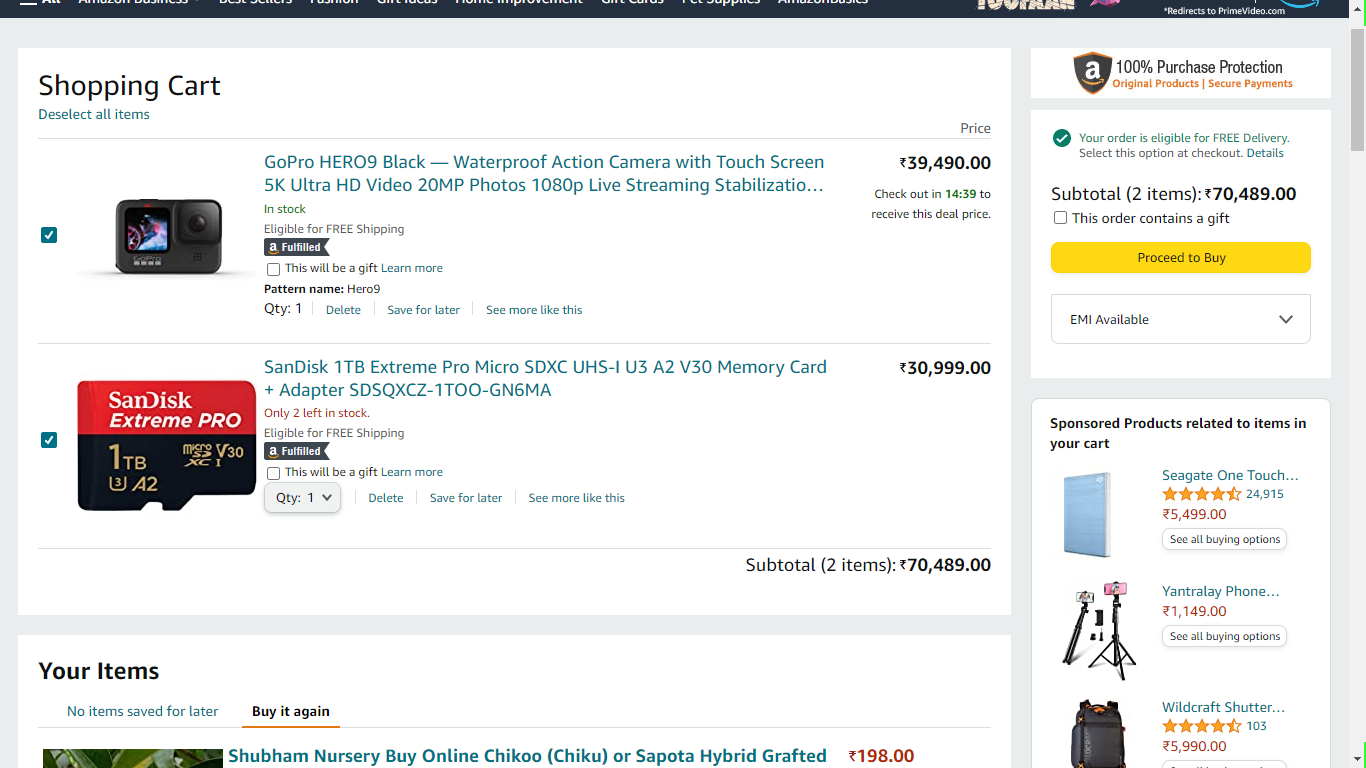 All Amazon Business Best Sellers Fashion Gift Ideas Home Improvement Gift Cards Pet Supplies AmazonBasics
TOOFAAN
*Redirects to PrimeVideo.com
Shopping Cart
Deselect all items
Price
GoPro HERO9 Black — Waterproof Action Camera with Touch Screen
5K Ultra HD Video 20MP Photos 1080p Live Streaming Stabilizatio…
₹39,490.00
Check out in 14:39 to
receive this deal price.
In stock
Eligible for FREE Shipping
a Fulfilled
This will be a gift Learn more
Pattern name: Hero9
Qty: 1 Delete Save for later See more like this
GoPro
SanDisk 1TB Extreme Pro Micro SDXC UHS-I U3 A2 V30 Memory Card
+ Adapter SDSQXCZ-1TOO-GN6MA
₹30,999.00
Only 2 left in stock.
Eligible for FREE Shipping
a Fulfilled
This will be a gift Learn more
Qty: 1 Delete Save for later See more like this
SanDisk
Extreme PRO
1TB micro SD XC I V30
U3 A2
Subtotal (2 items): ₹70,489.00
Your Items
No items saved for later Buy it again
Shubham Nursery Buy Online Chikoo (Chiku) or Sapota Hybrid Grafted
₹198.00
a 100% Purchase Protection
Original Products | Secure Payments
Your order is eligible for FREE Delivery.
Select this option at checkout. Details
Subtotal (2 items): ₹70,489.00
This order contains a gift
Proceed to Buy
EMI Available
Sponsored Products related to items in
your cart
Seagate One Touch…
24,915
₹5,499.00
See all buying options
Yantralay Phone…
₹1,149.00
See all buying options
Wildcraft Shutter…
103
₹5,990.00